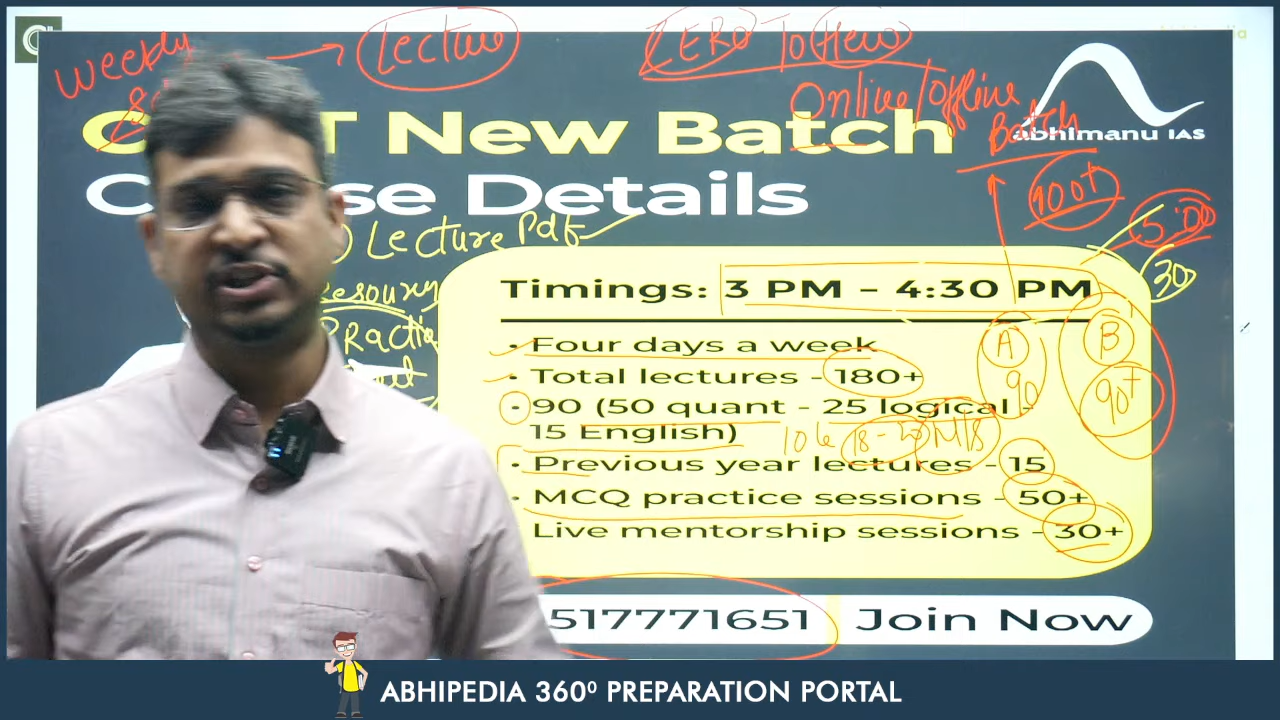 Weekly → Lecture
ZERO To Hero
Online/offline
Batch
abhimanu IAS
New Batch
Details
100+
Lecture Pdf
Timings: 3 PM - 4:30 PM
30
A
B
• Four days a week
• Total lectures - 180+
90
90+
• 90 (50 quant - 25 logical -
15 English)
• Previous year lectures - 15
• MCQ practice sessions - 50+
Live mentorship sessions - 30+
517771651
Join Now
ABHIPEDIA 360⁰ PREPARATION PORTAL